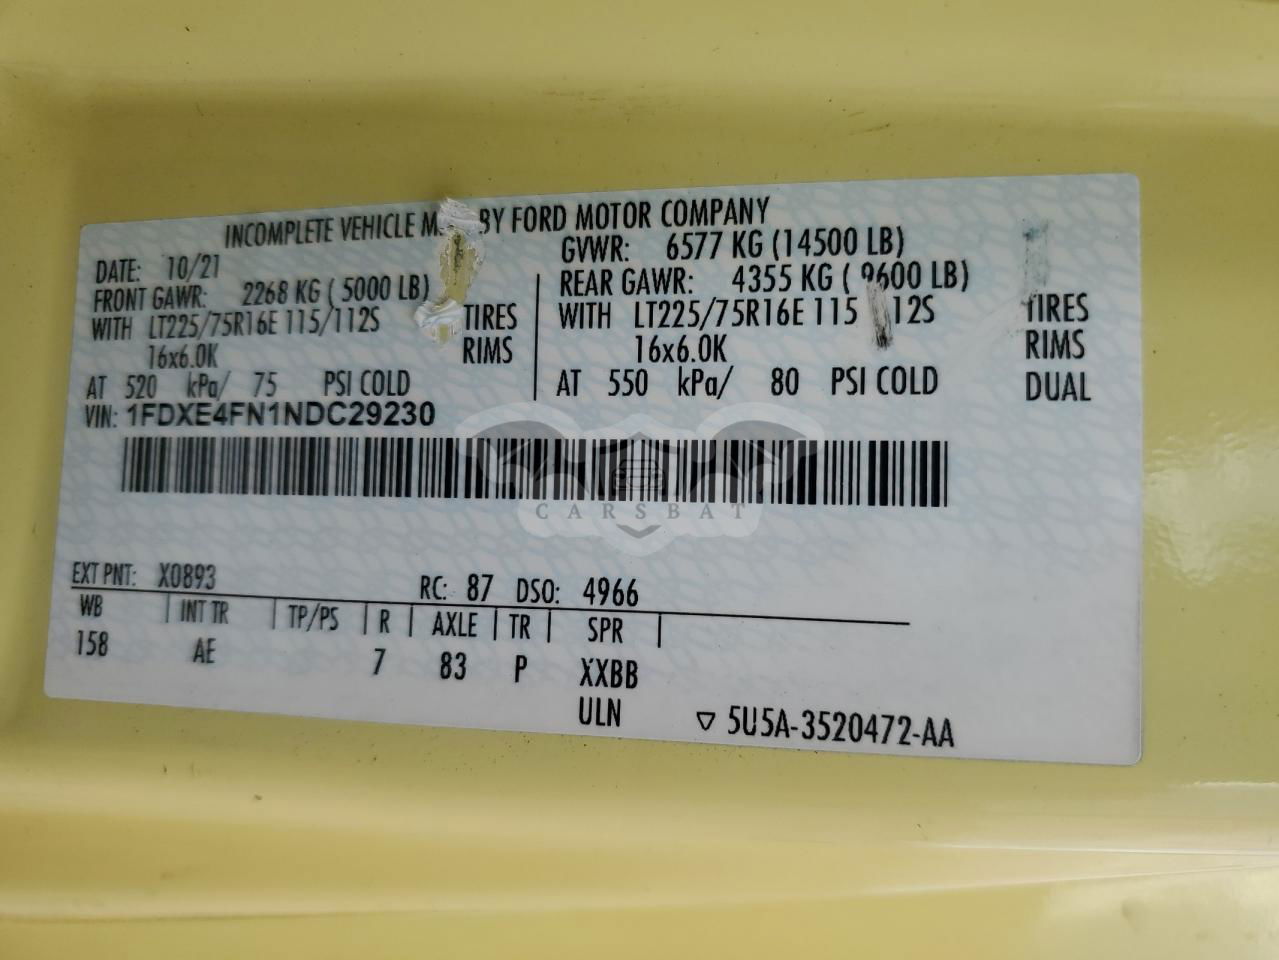 INCOMPLETE VEHICLE BY FORD MOTOR COMPANY
DATE: 10/21
GVWR: 6577 KG (14500 LB)
FRONT GAWR: 2268 KG ( 5000 LB)
REAR GAWR: 4355 KG ( 9600 LB)
WITH LT225/75R16E 115/112S TIRES
WITH LT225/75R16E 115 112S TIRES
16x6.0K RIMS
16x6.0K RIMS
AT 520 kPa/ 75 PSI COLD
AT 550 kPa/ 80 PSI COLD DUAL
VIN: 1FDXE4FN1NDC29230
CARSBAT
EXT PNT: X0893 RC: 87 DSO: 4966
WB | INT TR | TP/PS | R | AXLE | TR | SPR |
158 AE 7 83 P XXBB
ULN ▽ 5U5A-3520472-AA